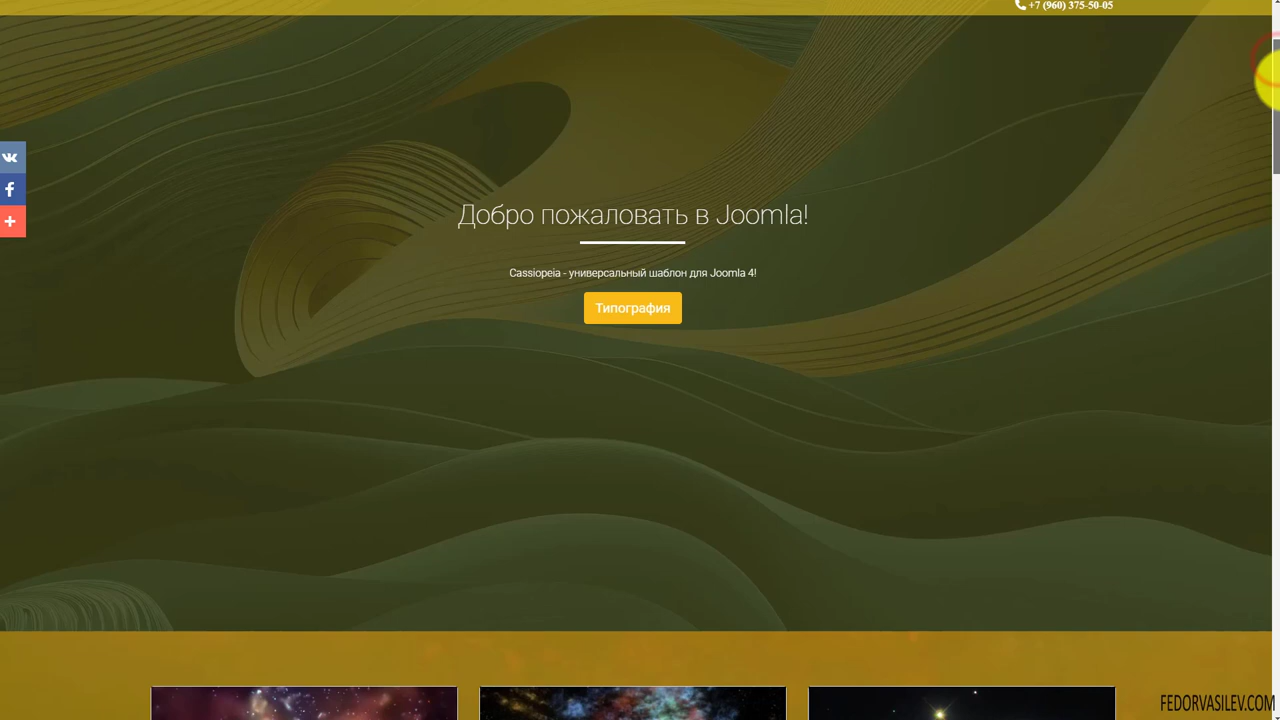 +7 (960) 375-50-05
Добро пожаловать в Joomla!
Cassiopeia - универсальный шаблон для Joomla 4!
Типография
FEDORVASILEV.COM